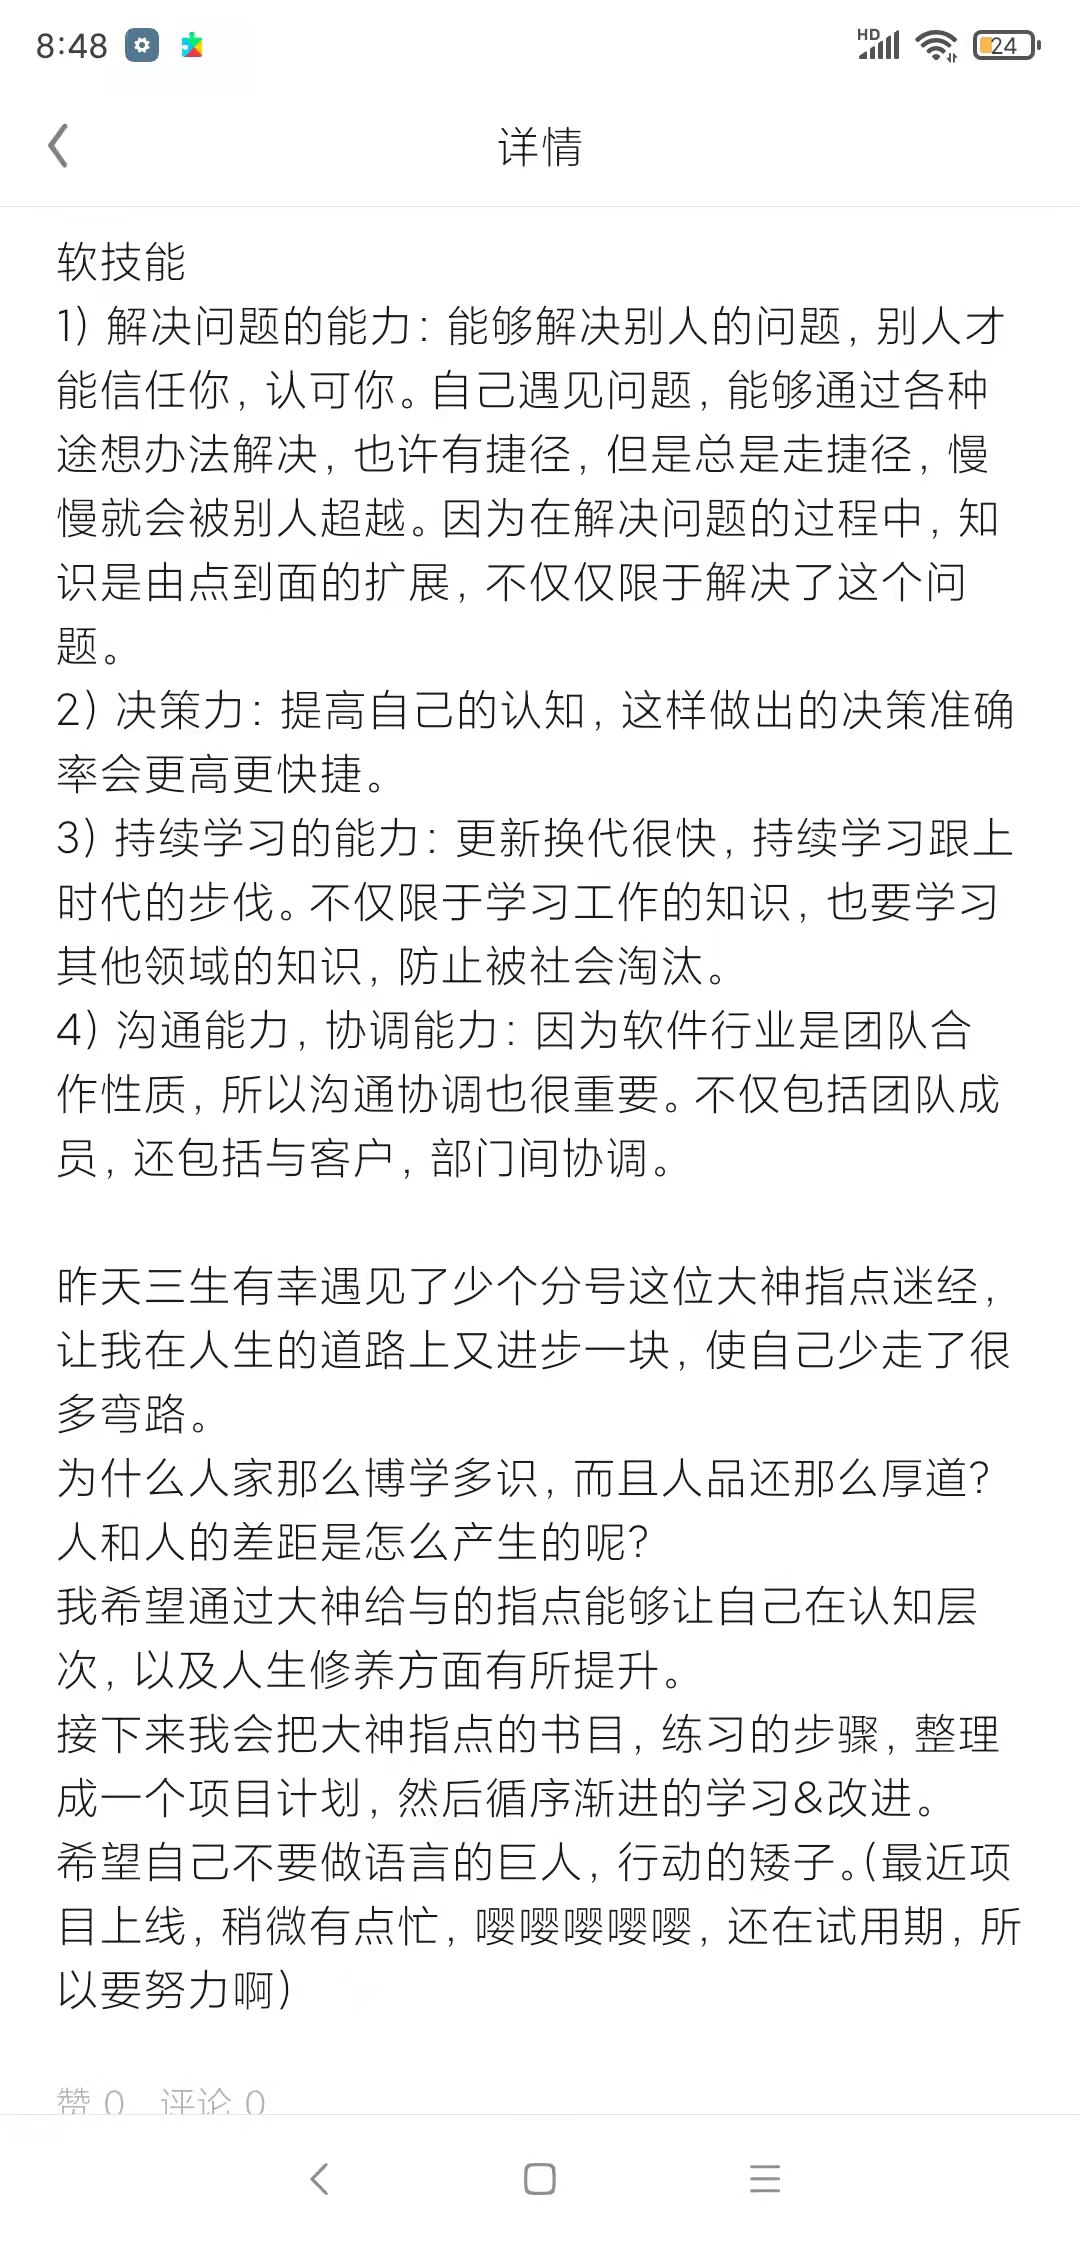 8:48
HD
24
详情
软技能
1）解决问题的能力：能够解决别人的问题，别人才
能信任你，认可你。自己遇见问题，能够通过各种
途想办法解决，也许有捷径，但是总是走捷径，慢
慢就会被别人超越。因为在解决问题的过程中，知
识是由点到面的扩展，不仅仅限于解决了这个问
题。
2）决策力：提高自己的认知，这样做出的决策准确
率会更高更快捷。
3）持续学习的能力：更新换代很快，持续学习跟上
时代的步伐。不仅限于学习工作的知识，也要学习
其他领域的知识，防止被社会淘汰。
4）沟通能力，协调能力：因为软件行业是团队合
作性质，所以沟通协调也很重要。不仅包括团队成
员，还包括与客户，部门间协调。
昨天三生有幸遇见了少个分号这位大神指点迷经，
让我在人生的道路上又进步一块，使自己少走了很
多弯路。
为什么人家那么博学多识，而且人品还那么厚道？
人和人的差距是怎么产生的呢？
我希望通过大神给与的指点能够让自己在认知层
次，以及人生修养方面有所提升。
接下来我会把大神指点的书目，练习的步骤，整理
成一个项目计划，然后循序渐进的学习&改进。
希望自己不要做语言的巨人，行动的矮子。（最近项
目上线，稍微有点忙，嘤嘤嘤嘤嘤，还在试用期，所
以要努力啊）
赞 0 评论 0